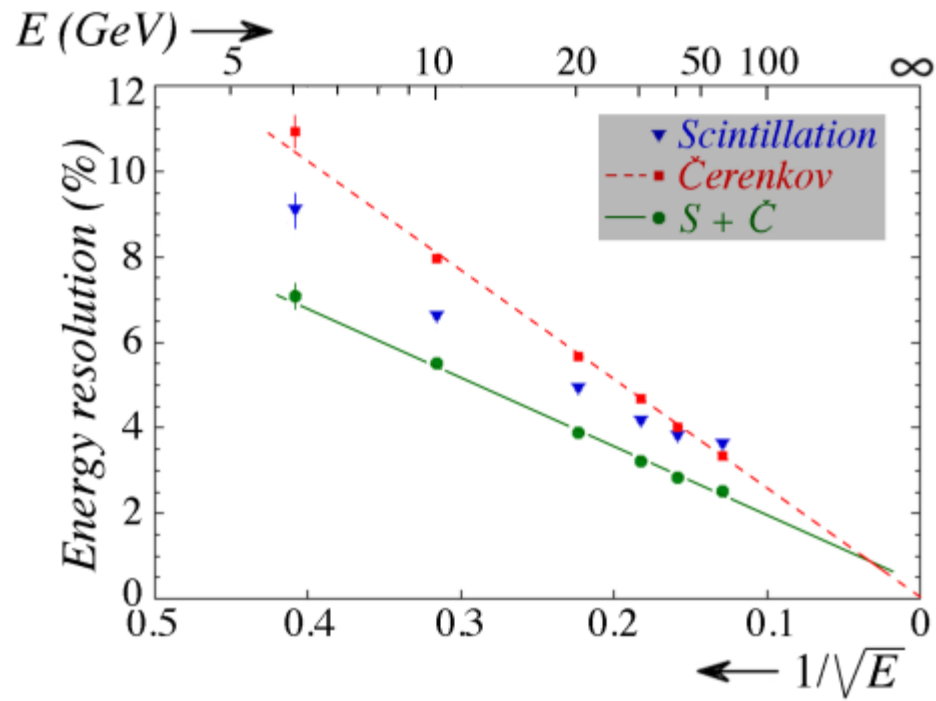 E (GeV)
5 10 20 50 100 ∞
12
10
8
6
4
2
0
Energy resolution (%)
Scintillation
Čerenkov
S + Č
0.5 0.4 0.3 0.2 0.1 0
1/√E